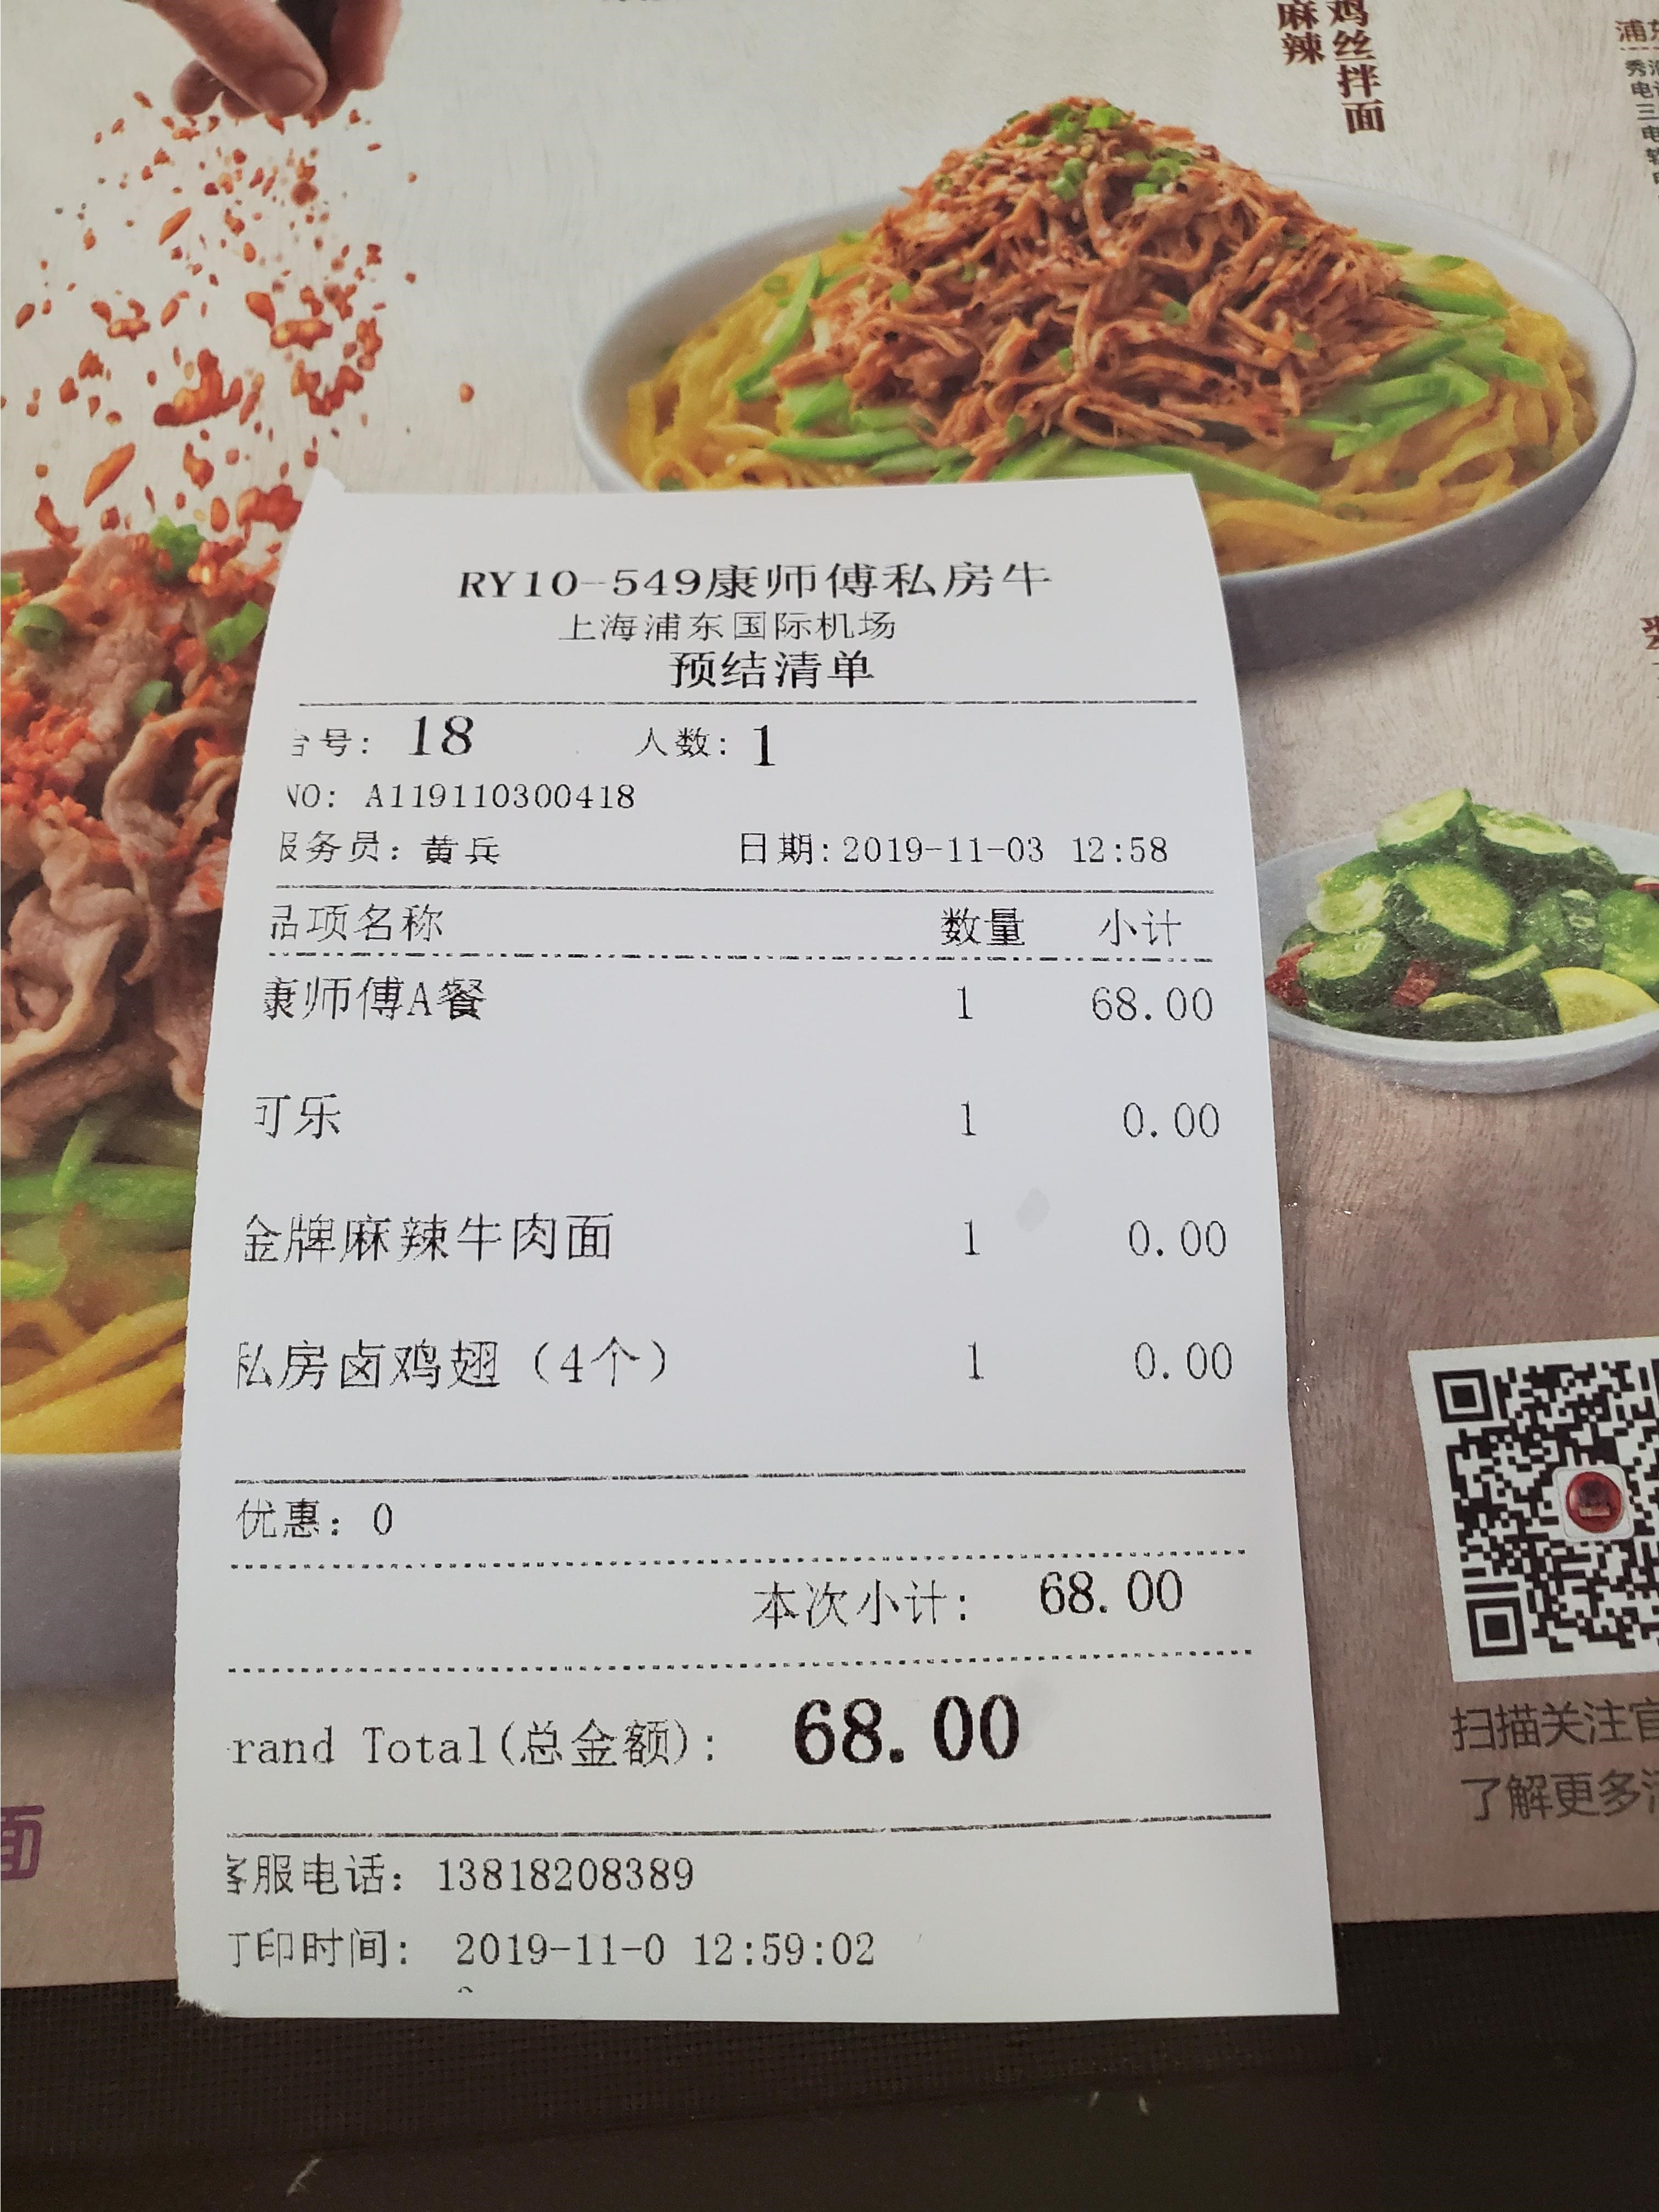 麻辣
鸡丝拌面
RY10-549康师傅私房牛
上海浦东国际机场
预结清单
台号: 18 人数: 1
NO: A119110300418
服务员: 黄兵 日期:2019-11-03 12:58
品项名称 数量 小计
康师傅A餐 1 68.00
可乐 1 0.00
金牌麻辣牛肉面 1 0.00
私房卤鸡翅（4个） 1 0.00
优惠: 0
本次小计: 68.00
rand Total(总金额): 68.00
客服电话: 13818208389
打印时间: 2019-11-0 12:59:02
扫描关注官
了解更多
面